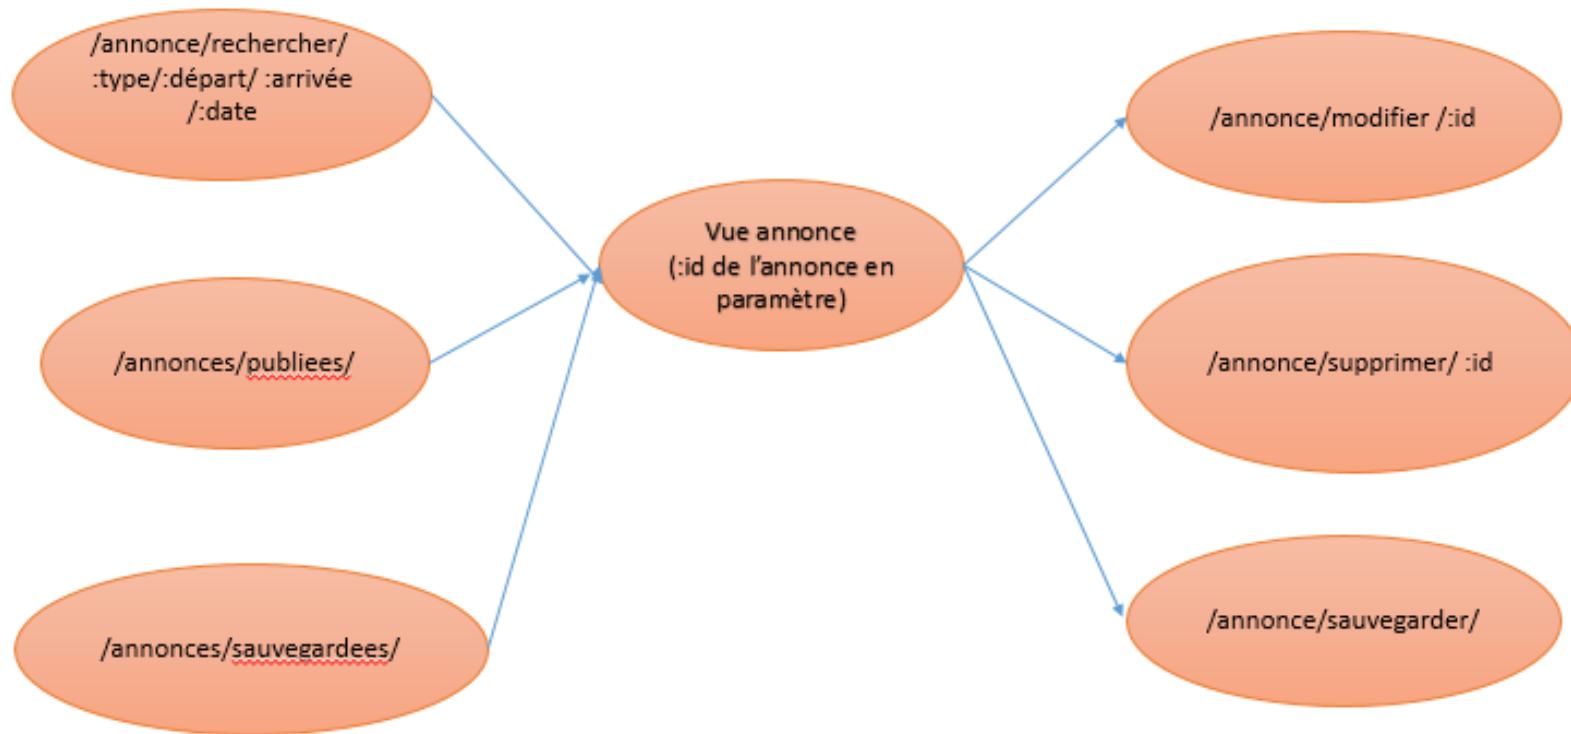 /annonce/rechercher/
:type/:départ/ :arrivée
/:date
/annonces/publiees/
/annonces/sauvegardees/
Vue annonce
(:id de l’annonce en
paramètre)
/annonce/modifier /:id
/annonce/supprimer/ :id
/annonce/sauvegarder/